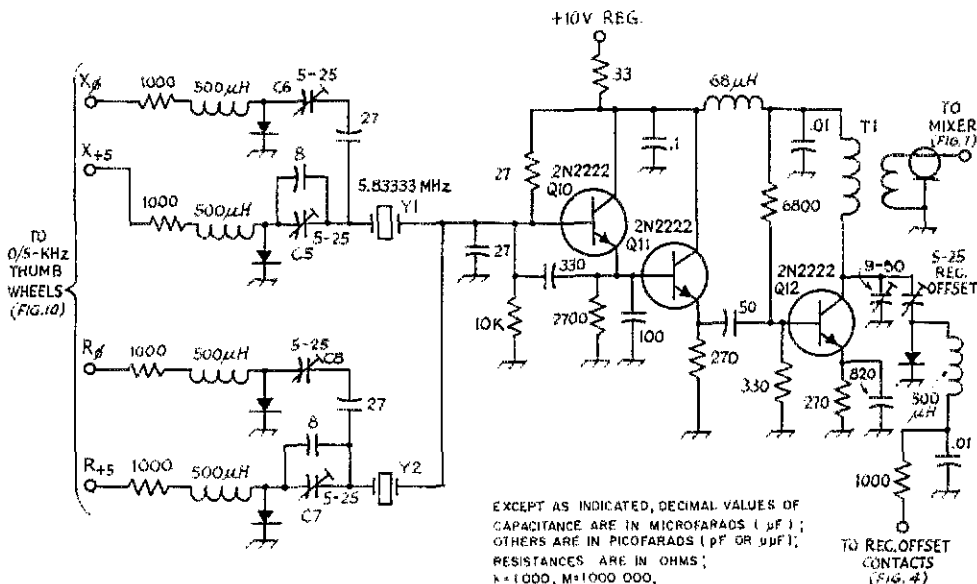 +10V REG.
33
68µH
.1
.01
T1
TO
MIXER
(FIG. 1)
Xφ
1000
500µH
C6
5-25
27
X+5
1000
500µH
8
C5
5-25
5.83333 MHz
Y1
27
2N2222
Q10
2N2222
Q11
6800
27
10K
330
2700
100
270
50
330
2N2222
Q12
270
820
9-50
5-25
REC.
OFFSET
500
µH
.01
1000
TO REC. OFFSET
CONTACTS
(FIG. 4)
TO
0/5-KHz
THUMB
WHEELS
(FIG. 10)
Rφ
1000
500µH
5-25
C8
27
R+5
1000
500µH
8
5-25
C7
Y2
EXCEPT AS INDICATED, DECIMAL VALUES OF
CAPACITANCE ARE IN MICROFARADS ( µF ) ;
OTHERS ARE IN PICOFARADS ( pF OR µµF);
RESISTANCES ARE IN OHMS ;
k=1000, M=1000 000.